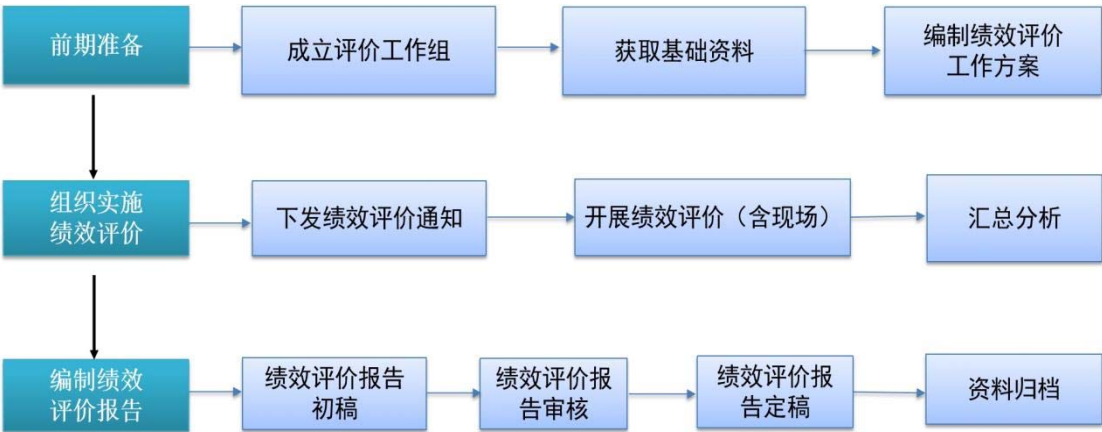 前期准备
成立评价工作组
获取基础资料
编制绩效评价
工作方案
组织实施
绩效评价
下发绩效评价通知
开展绩效评价（含现场）
汇总分析
编制绩效
评价报告
绩效评价报告
初稿
绩效评价报
告审核
绩效评价报
告定稿
资料归档